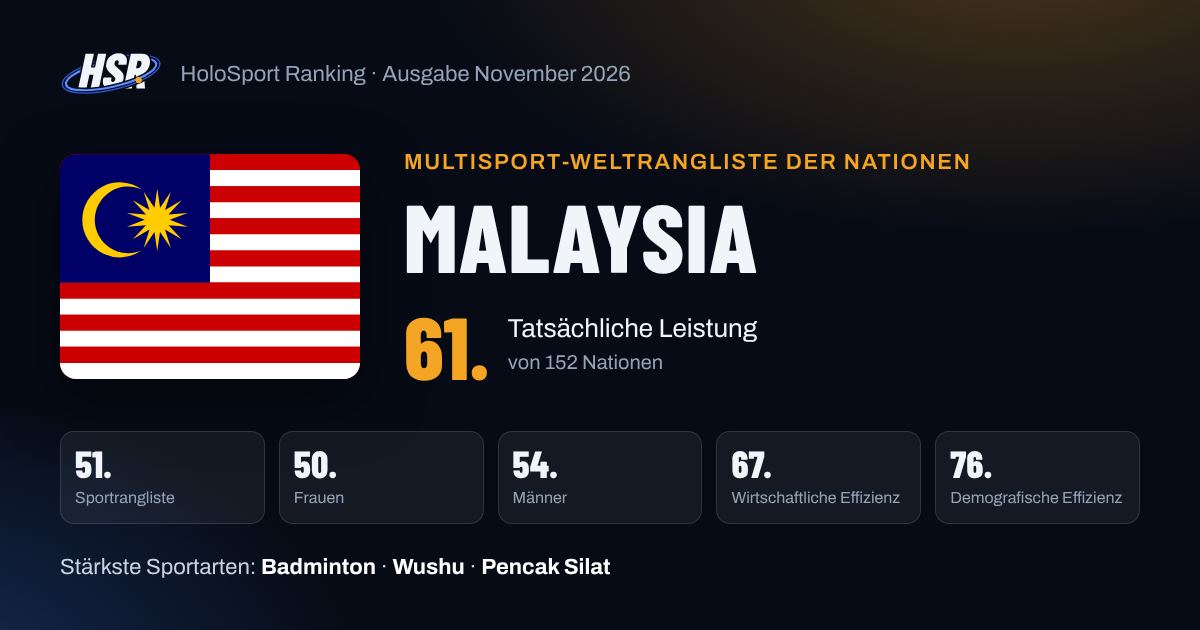 HSR
HoloSport Ranking · Ausgabe November 2026
MULTISPORT-WELTRANGLISTE DER NATIONEN
MALAYSIA
61.
Tatsächliche Leistung
von 152 Nationen
51.
Sportrangliste
50.
Frauen
54.
Männer
67.
Wirtschaftliche Effizienz
76.
Demografische Effizienz
Stärkste Sportarten: Badminton · Wushu · Pencak Silat